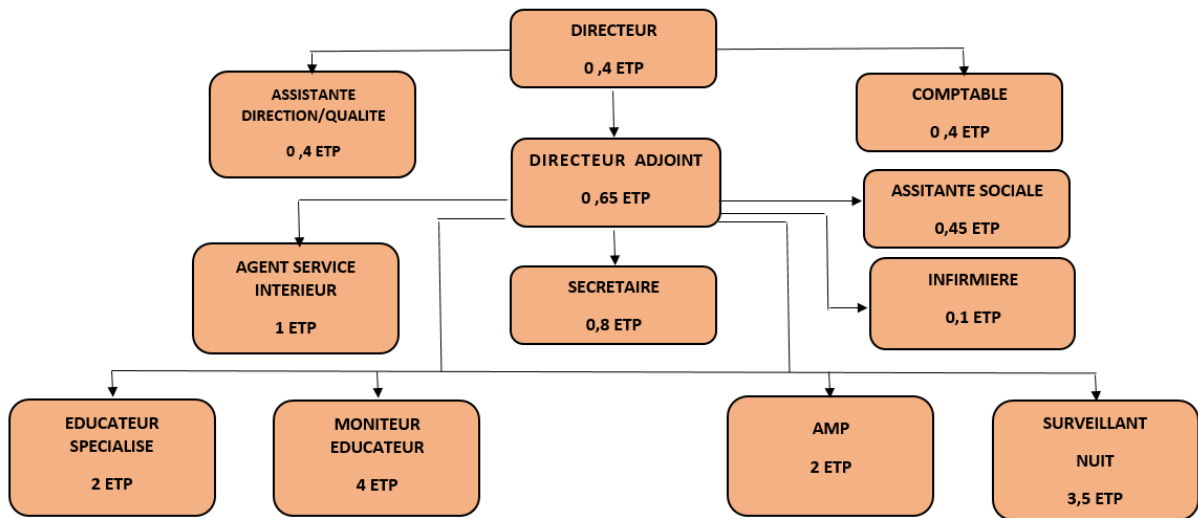 DIRECTEUR
0 ,4 ETP
ASSISTANTE
DIRECTION/QUALITE
0 ,4 ETP
COMPTABLE
0 ,4 ETP
DIRECTEUR ADJOINT
0 ,65 ETP
ASSITANTE SOCIALE
0,45 ETP
AGENT SERVICE
INTERIEUR
1 ETP
SECRETAIRE
0,8 ETP
INFIRMIERE
0,1 ETP
EDUCATEUR
SPECIALISE
2 ETP
MONITEUR
EDUCATEUR
4 ETP
AMP
2 ETP
SURVEILLANT
NUIT
3,5 ETP